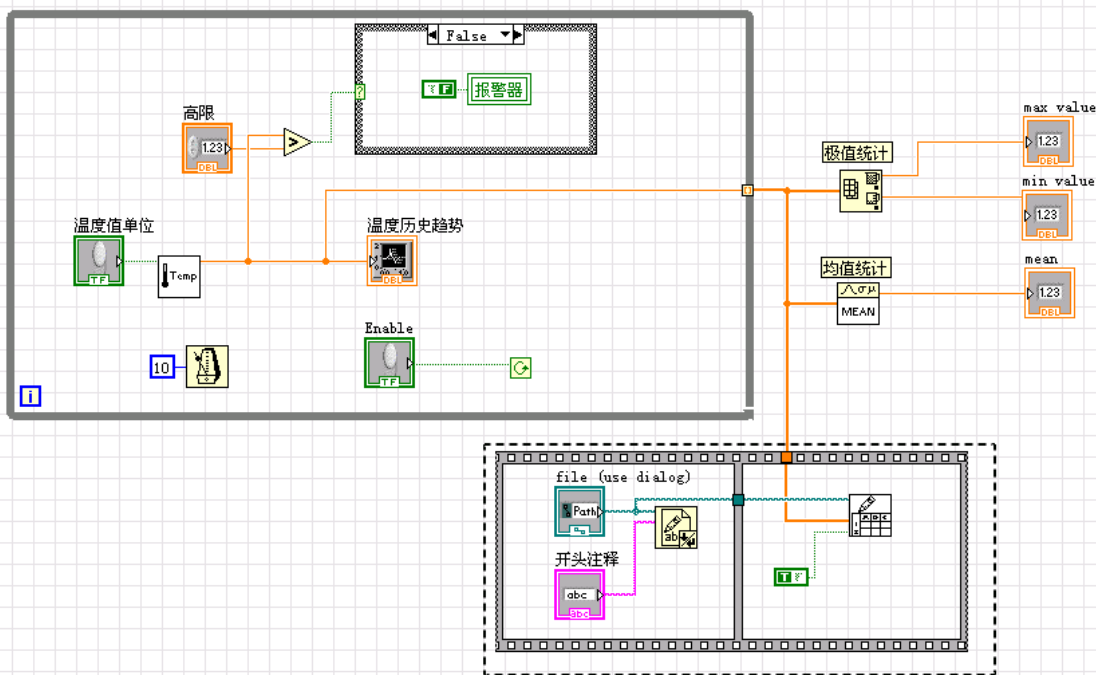 False
报警器
高限
1.23
DBL
温度值单位
TF
Temp
温度历史趋势
DBL
Enable
TF
10
i
极值统计
max value
1.23
DBL
min value
1.23
DBL
均值统计
MEAN
mean
1.23
DBL
file (use dialog)
Path
开头注释
abc
abc
ab
T
F
?
>
σμ